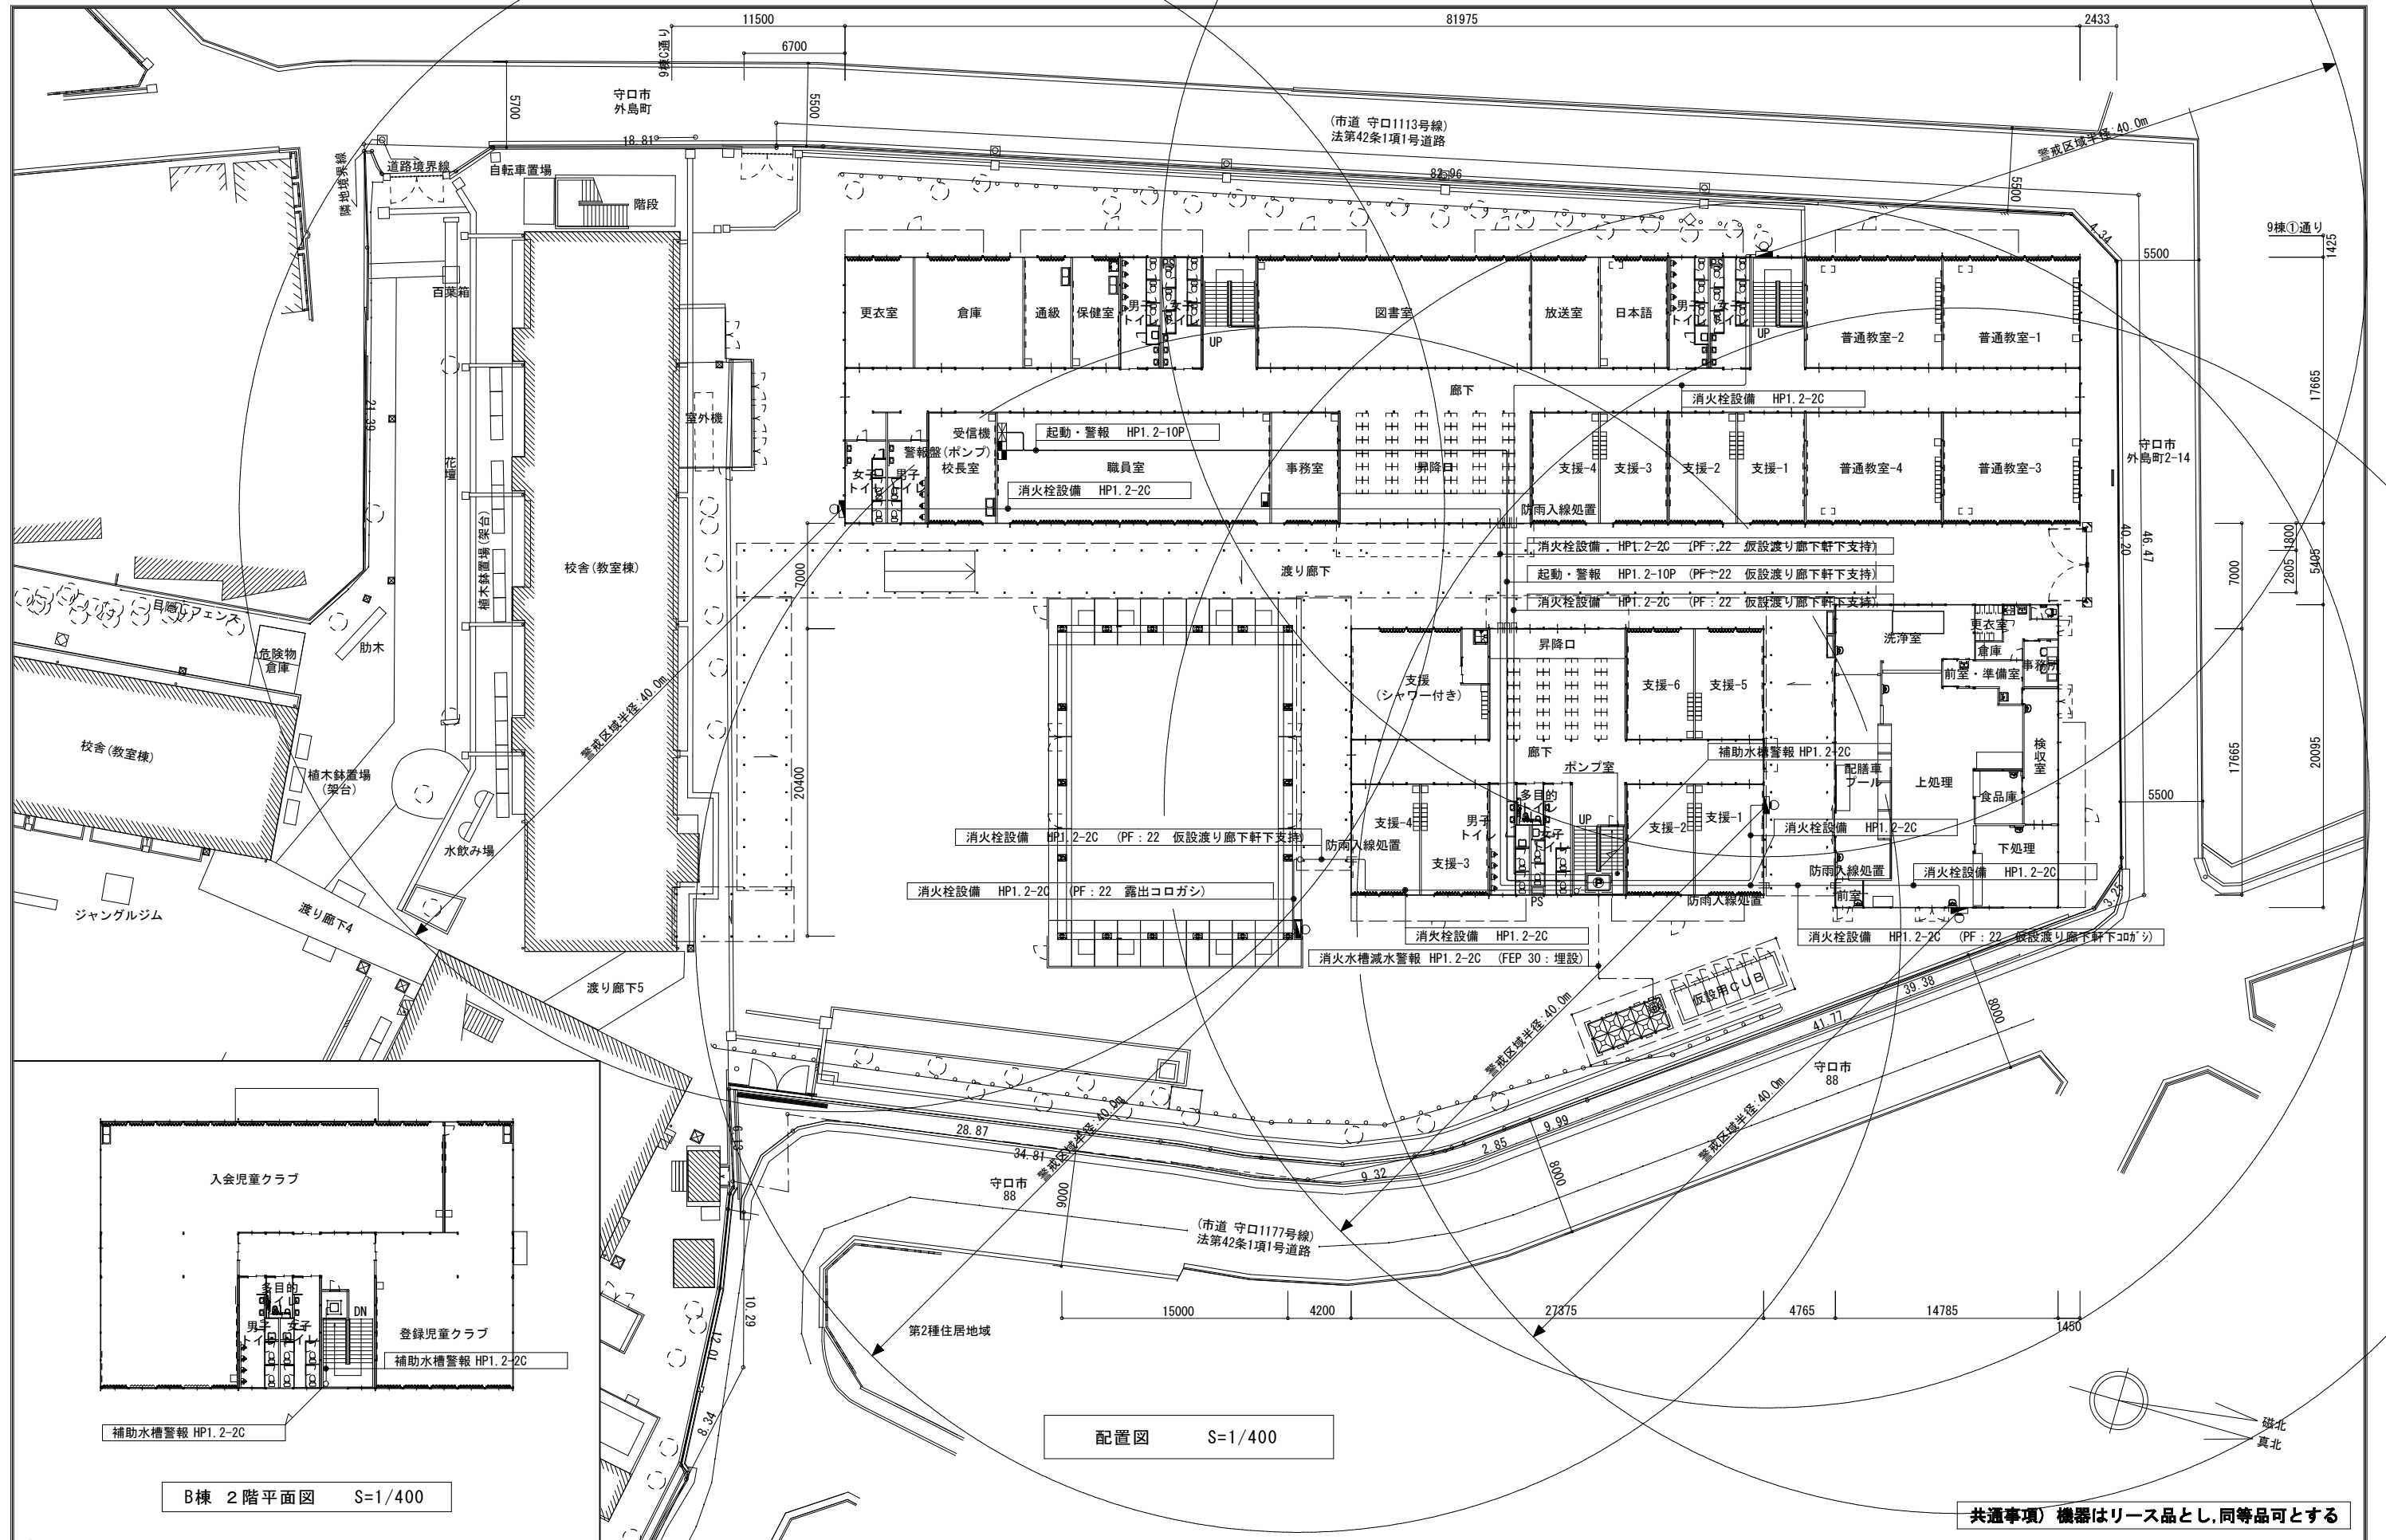 11500
81975
2433
6700
9棟C通り
5700
5500
守口市
外島町
(市道 守口1113号線)
法第42条1項1号道路
警戒区域半径:40.0m
18.81
82.96
5500
道路境界線
隣地境界線
自転車置場
階段
4.34
9棟①通り
1425
5500
百葉箱
更衣室
倉庫
通級
保健室
男子
トイレ
女子
トイレ
UP
図書室
放送室
日本語
男子
トイレ
女子
トイレ
UP
普通教室-2
普通教室-1
17665
21.39
室外機
廊下
消火栓設備 HP1.2-2C
受信機
起動・警報 HP1.2-10P
警報盤(ポンプ)
女子
トイレ
男子
トイレ
校長室
職員室
事務室
昇降口
支援-4
支援-3
支援-2
支援-1
普通教室-4
普通教室-3
守口市
外島町2-14
花壇
消火栓設備 HP1.2-2C
防雨入線処置
植木鉢置場(架台)
校舎(教室棟)
7000
渡り廊下
消火栓設備 HP1.2-2C (PF:22 仮設渡り廊下軒下支持)
起動・警報 HP1.2-10P (PF:22 仮設渡り廊下軒下支持)
消火栓設備 HP1.2-2C (PF:22 仮設渡り廊下軒下支持)
40.20
46.47
7000
1800
2805
5405
目隠しフェンス
危険物
倉庫
肋木
昇降口
支援
(シャワー付き)
支援-6
支援-5
洗浄室
更衣室
倉庫
前室・準備室
事務所
警戒区域半径:40.0m
校舎(教室棟)
植木鉢置場
(架台)
20400
廊下
ポンプ室
補助水槽警報 HP1.2-2C
配膳車
プール
上処理
検収室
食品庫
17665
20095
5500
多目的
トイレ
支援-4
男子
トイレ
女子
トイレ
UP
支援-2
支援-1
消火栓設備 HP1.2-2C
消火栓設備 HP1.2-2C (PF:22 仮設渡り廊下軒下支持)
防雨入線処置
支援-3
下処理
水飲み場
防雨入線処置
消火栓設備 HP1.2-2C
消火栓設備 HP1.2-2C (PF:22 露出コロガシ)
PS
防雨入線処置
前室
3.25
ジャングルジム
渡り廊下4
消火栓設備 HP1.2-2C
消火栓設備 HP1.2-2C (PF:22 仮設渡り廊下軒下コロガシ)
消火水槽減水警報 HP1.2-2C (FEP 30:埋設)
渡り廊下5
仮設用CUB
39.38
41.77
8000
警戒区域半径:40.0m
守口市
88
6.13
28.87
34.81
警戒区域半径:40.0m
9.32
2.85
9.99
8000
警戒区域半径:40.0m
守口市
88
9000
(市道 守口1177号線)
法第42条1項1号道路
10.29
12.01
8.34
第2種住居地域
15000
4200
27375
4765
14785
1450
入会児童クラブ
多目的
トイレ
男子
トイレ
女子
トイレ
DN
登録児童クラブ
補助水槽警報 HP1.2-2C
補助水槽警報 HP1.2-2C
B棟 2階平面図 S=1/400
配置図 S=1/400
磁北
真北
共通事項) 機器はリース品とし,同等品可とする